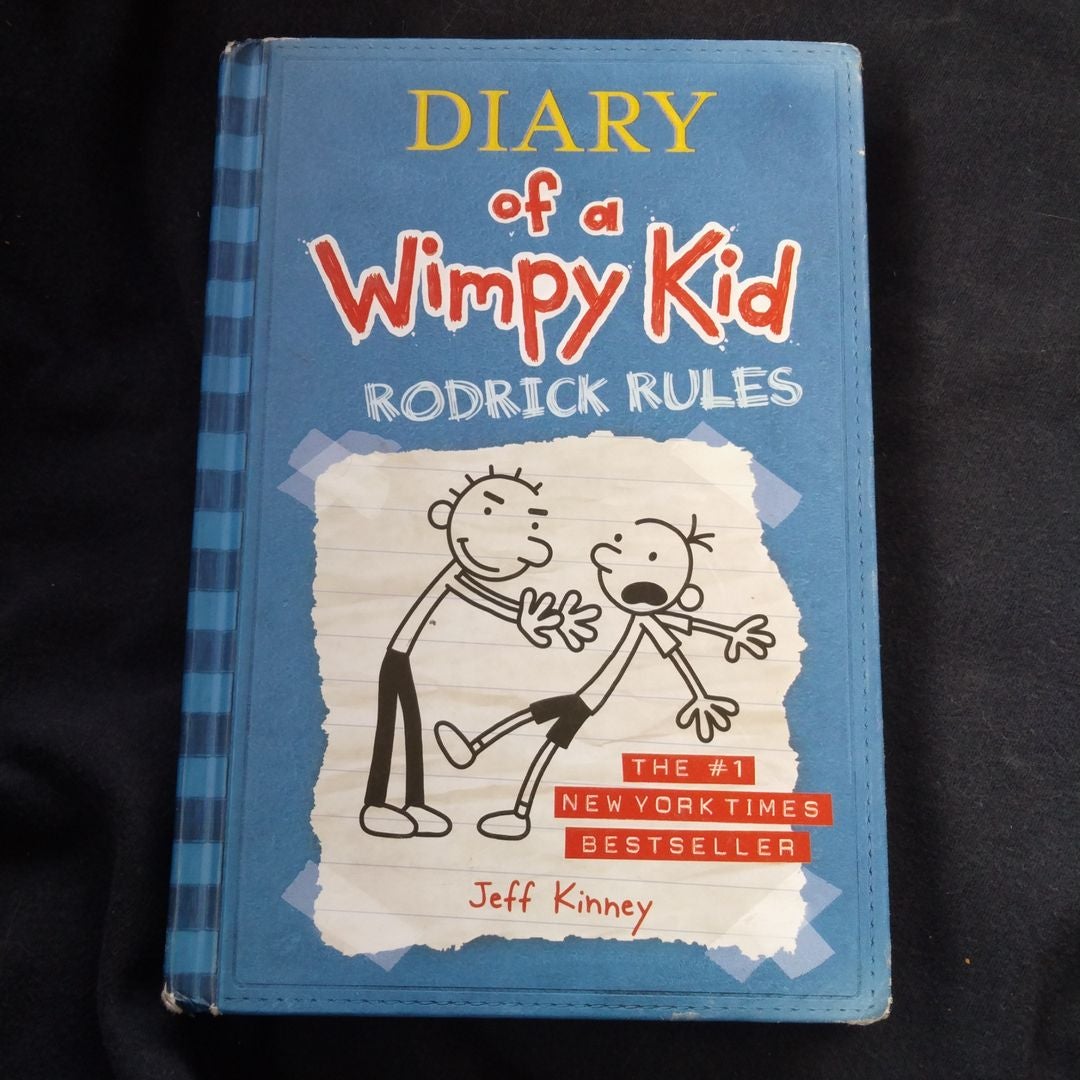 DIARY
of a
Wimpy Kid
RODRICK RULES
THE #1
NEW YORK TIMES
BESTSELLER
Jeff Kinney